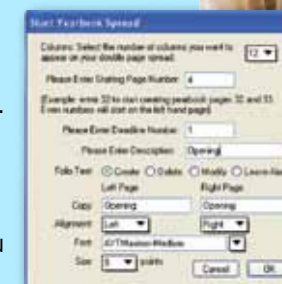 Start Yearbook Spread
Columns: Select the number of columns you want to
appear on your double page spread.
12
Please Enter Starting Page Number 4
(Example: enter 32 to start creating yearbook pages 32 and 33.
Even numbers will start on the left hand page)
Please Enter Deadline Number 1
Please Enter Description Opening
Folio Text Create Delete Modify Leave
Left Page Right Page
Copy Opening Opening
Alignment Left Right
Font
Size points
Cancel OK